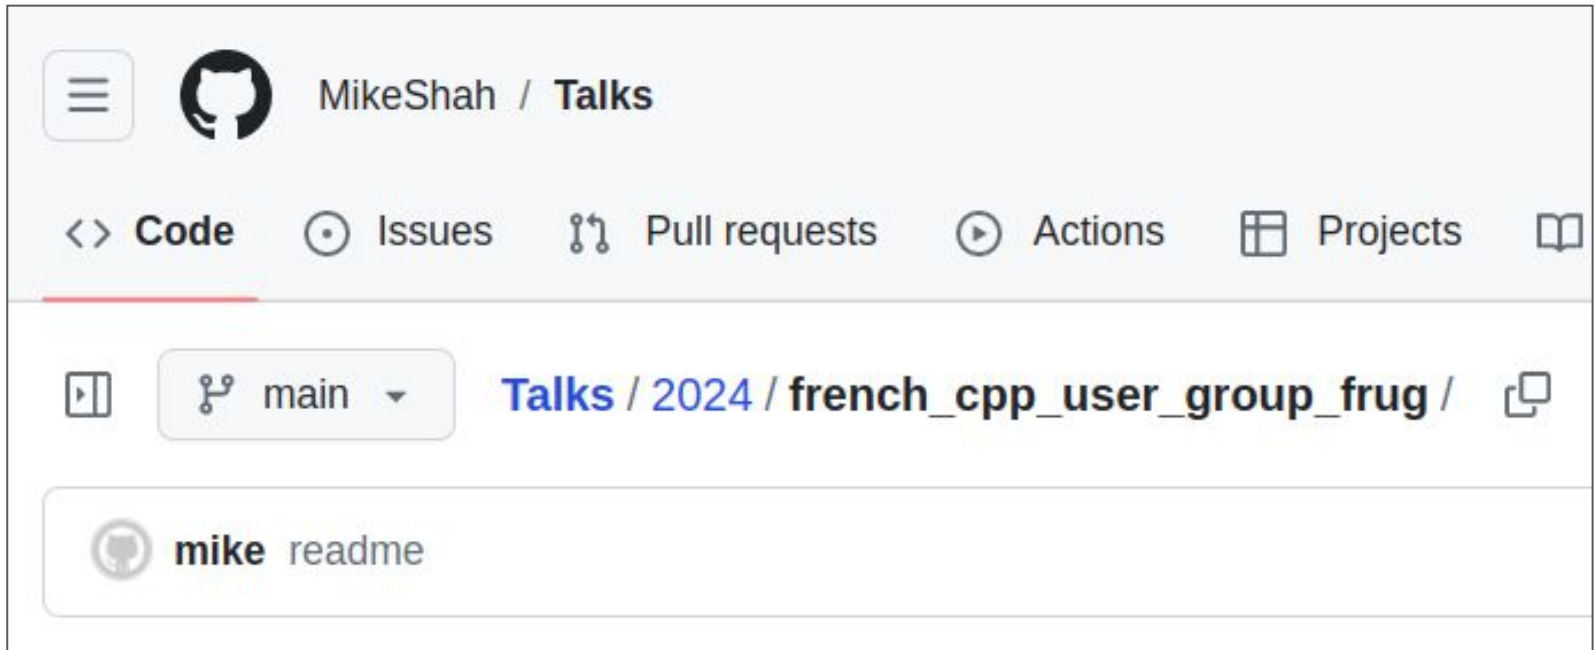 MikeShah / Talks
Code Issues Pull requests Actions Projects
main Talks / 2024 / french_cpp_user_group_frug /
mike readme